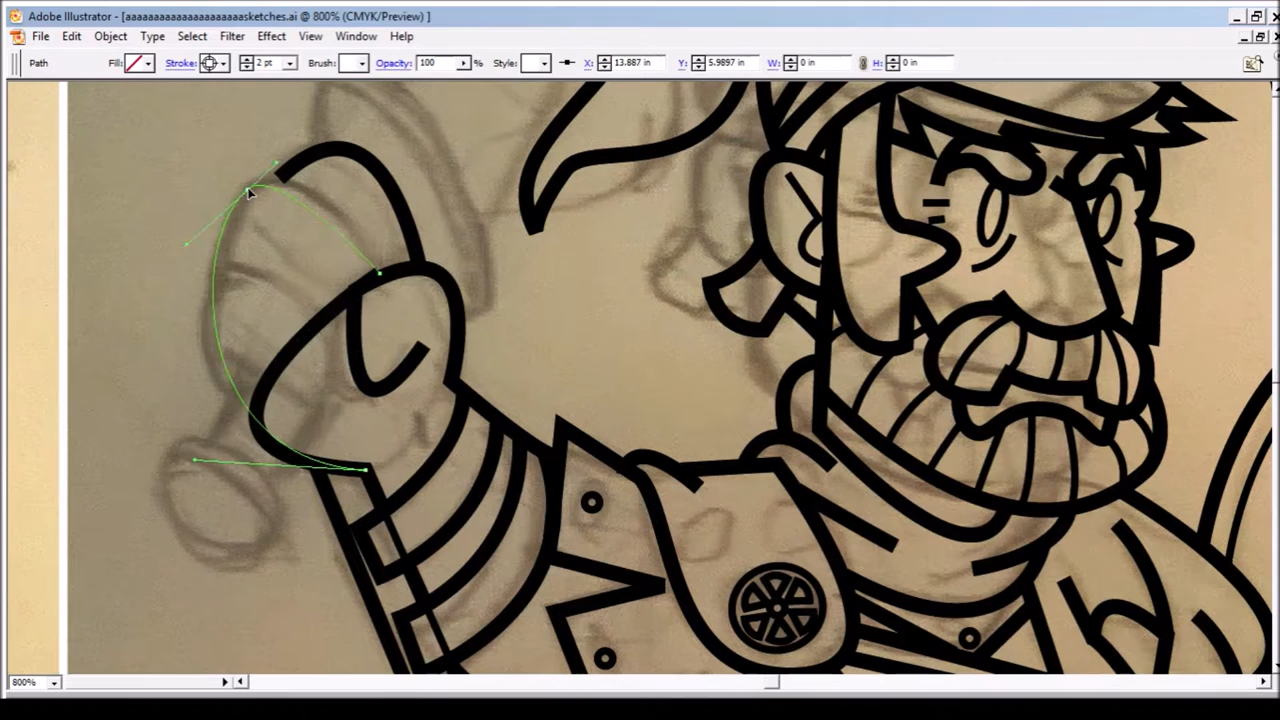 Adobe Illustrator - [aaaaaaaaaaaaaaaaaaaaasketches.ai @ 800% (CMYK/Preview) ]
File Edit Object Type Select Filter Effect View Window Help
Path Fill: Stroke: 2 pt Brush: Opacity: 100 % Style: X: 13.887 in Y: 5.9897 in W: 0 in H: 0 in
800%